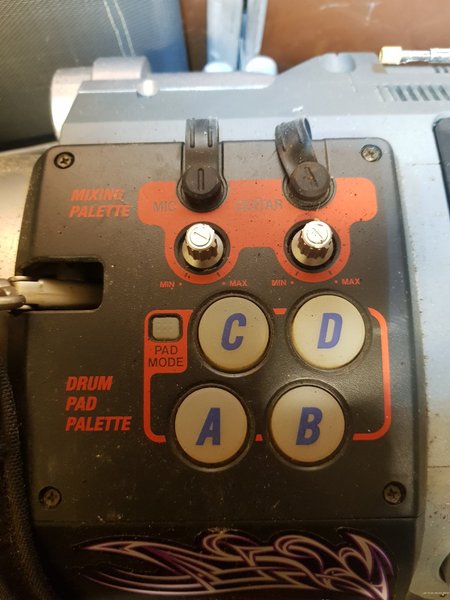 MIXING
PALETTE
MIC
GUITAR
MIN
MAX
MIN
MAX
C
D
PAD
MODE
DRUM
PAD
PALETTE
A
B